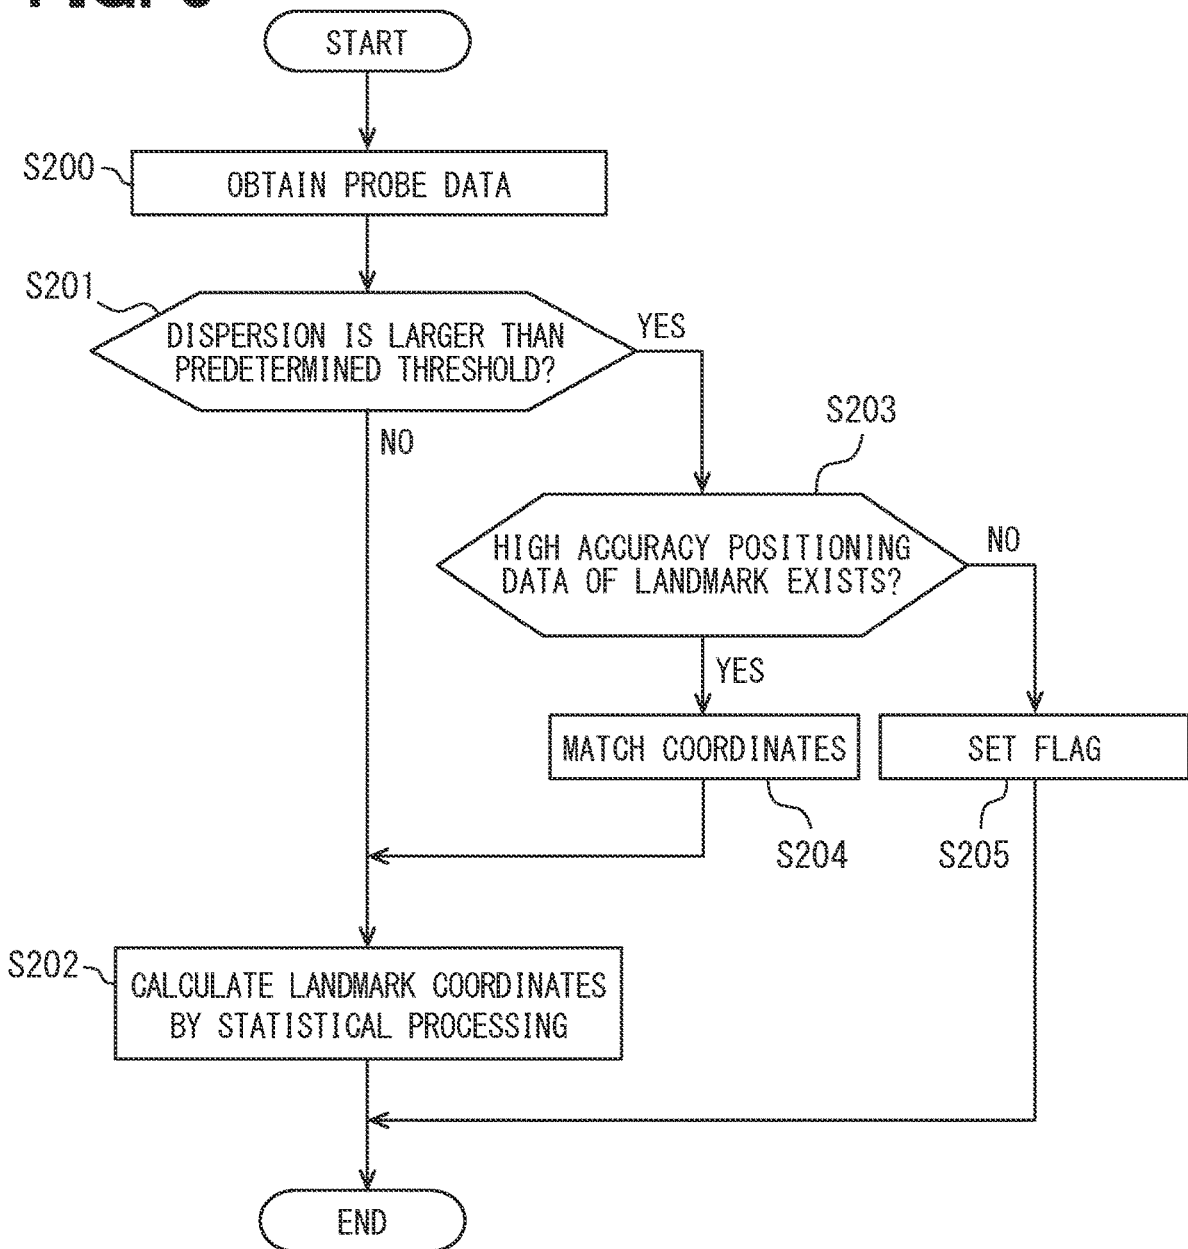 START
S200
OBTAIN PROBE DATA
S201
DISPERSION IS LARGER THAN
PREDETERMINED THRESHOLD?
YES
NO
S203
HIGH ACCURACY POSITIONING
DATA OF LANDMARK EXISTS?
NO
YES
MATCH COORDINATES
SET FLAG
S204
S205
S202
CALCULATE LANDMARK COORDINATES
BY STATISTICAL PROCESSING
END